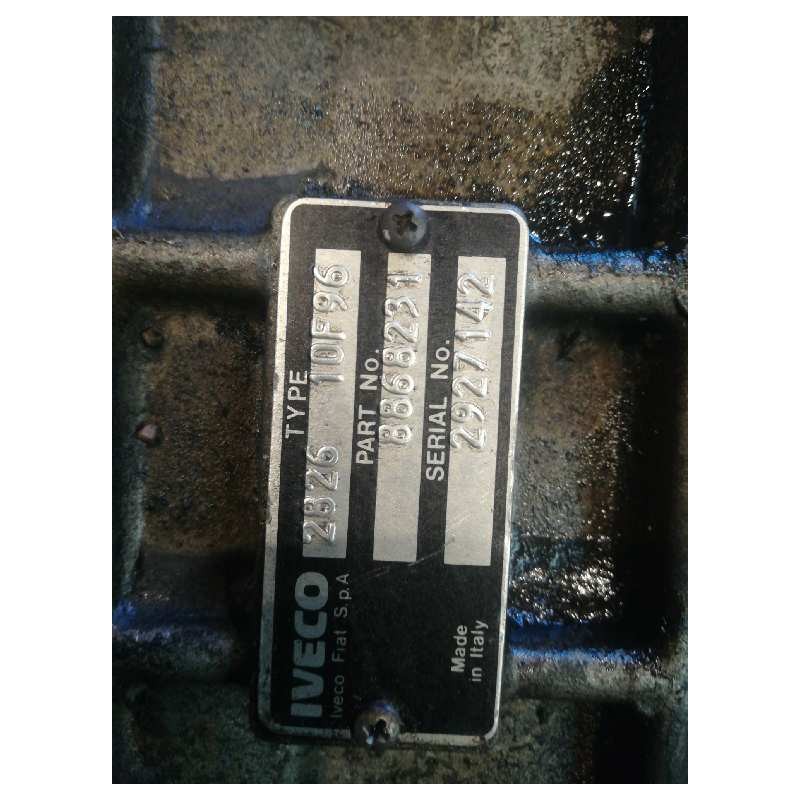 IVECO
Iveco Fiat S.p.A
TYPE
2826 10F96
PART No.
8868231
SERIAL No.
2927142
Made
in Italy